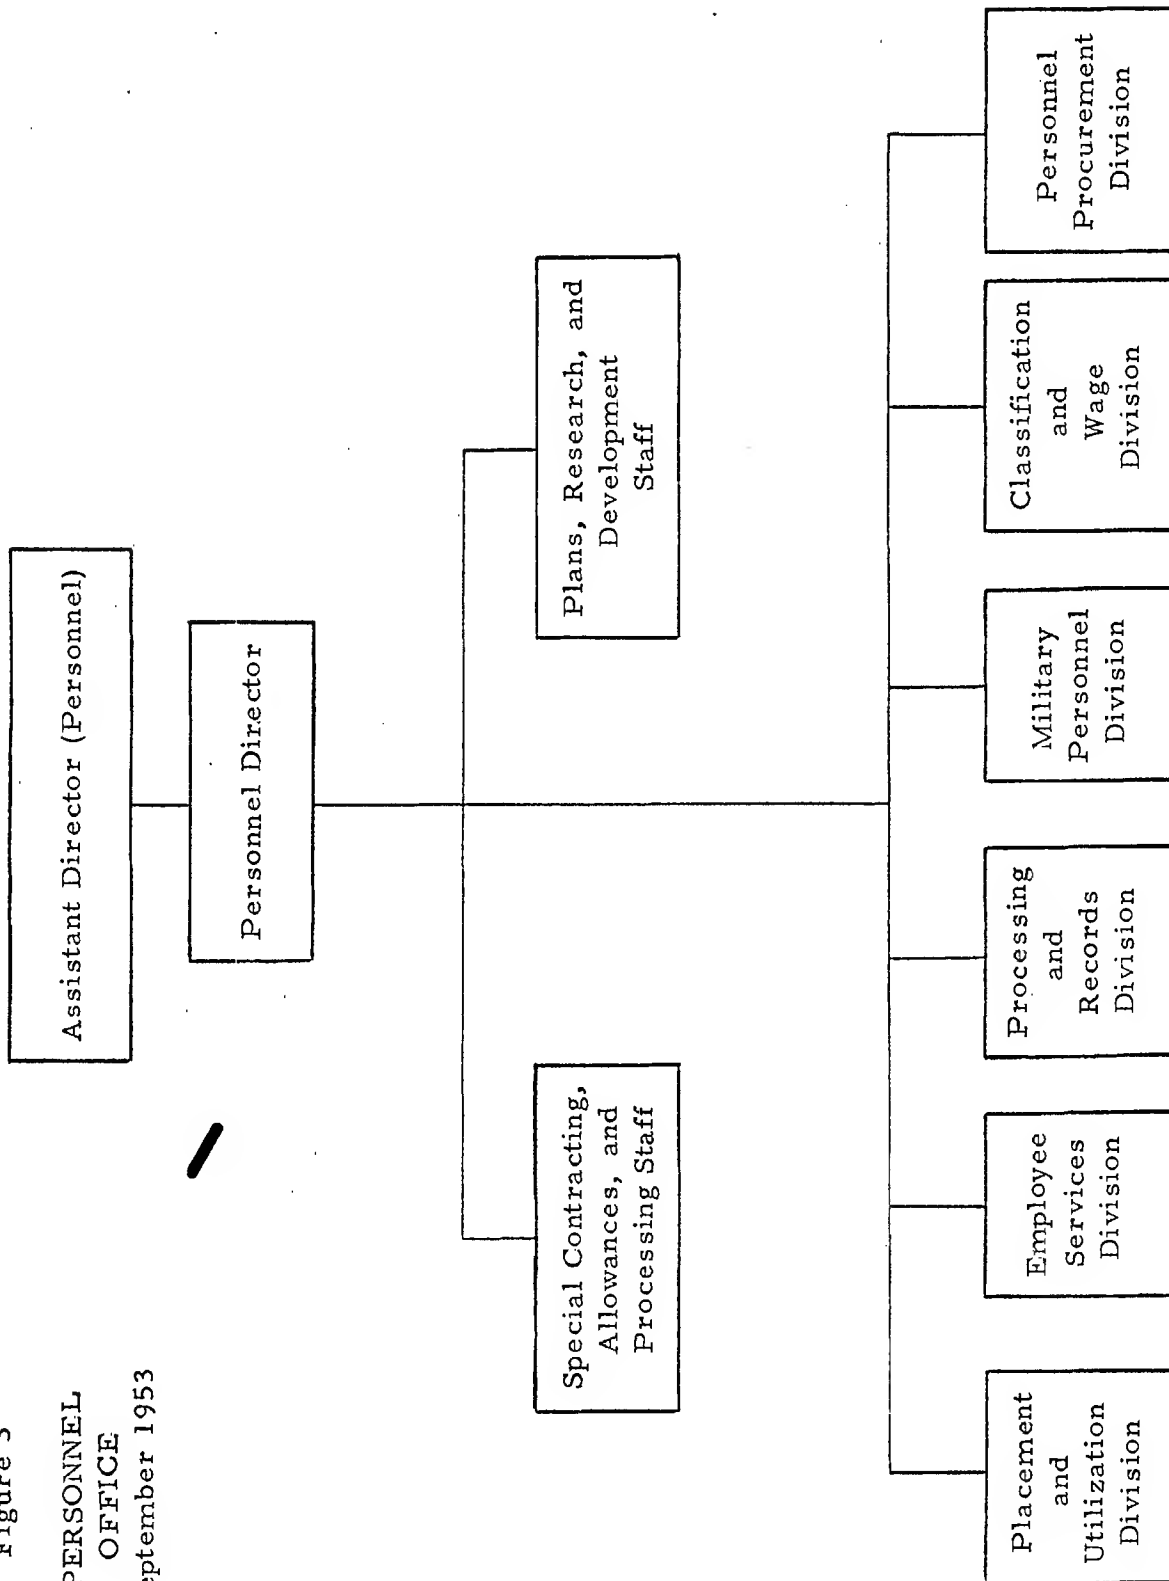 Figure 3
PERSONNEL
OFFICE
eptember 1953
Assistant Director (Personnel)
Personnel Director
Special Contracting,
Allowances, and
Processing Staff
Plans, Research, and
Development
Staff
Placement
and
Utilization
Division
Employee
Services
Division
Processing
and
Records
Division
Military
Personnel
Division
Classification
and
Wage
Division
Personnel
Procurement
Division